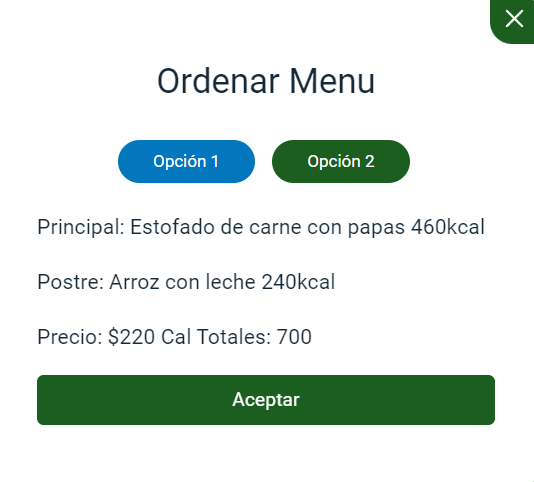 Ordenar Menu
Opción 1 Opción 2
Principal: Estofado de carne con papas 460kcal
Postre: Arroz con leche 240kcal
Precio: $220 Cal Totales: 700
Aceptar